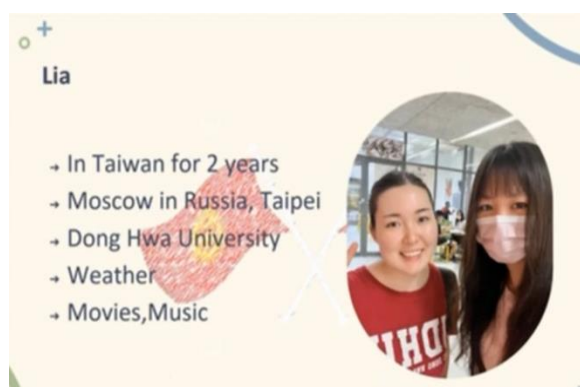 Lia
→ In Taiwan for 2 years
→ Moscow in Russia, Taipei
→ Dong Hwa University
→ Weather
→ Movies,Music